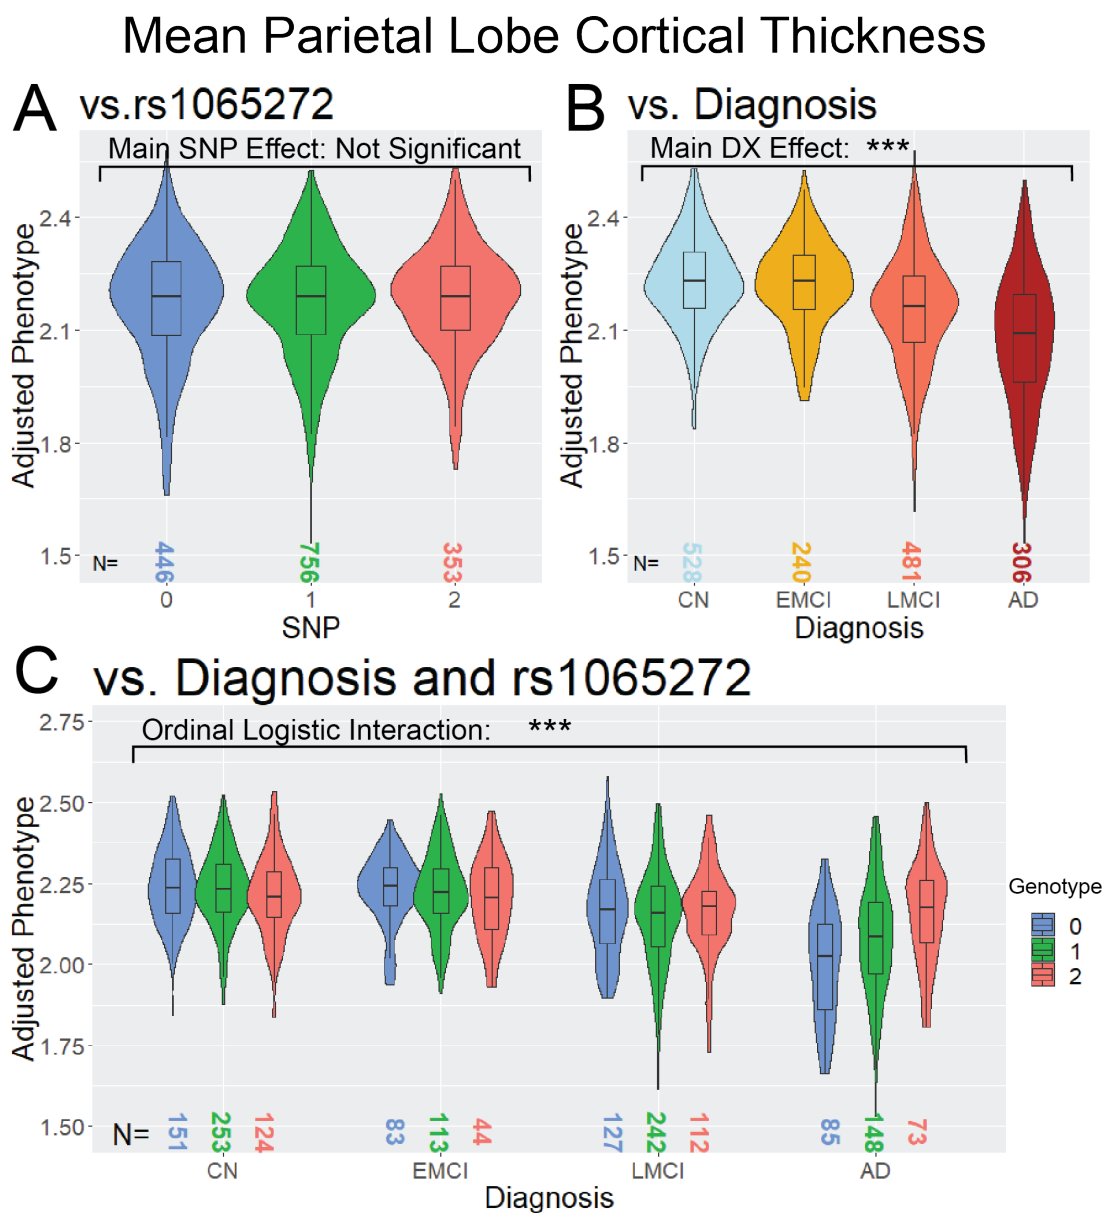 Mean Parietal Lobe Cortical Thickness
A
vs.rs1065272
Main SNP Effect: Not Significant
Adjusted Phenotype
2.4
2.1
1.8
1.5
N=
446
756
353
0
1
2
SNP
B
vs. Diagnosis
Main DX Effect: ***
Adjusted Phenotype
2.4
2.1
1.8
1.5
N=
528
240
481
306
CN
EMCI
LMCI
AD
Diagnosis
C
vs. Diagnosis and rs1065272
Ordinal Logistic Interaction: ***
Adjusted Phenotype
2.75
2.50
2.25
2.00
1.75
1.50
N=
151
253
124
83
113
44
127
242
112
85
148
73
CN
EMCI
LMCI
AD
Diagnosis
Genotype
0
1
2